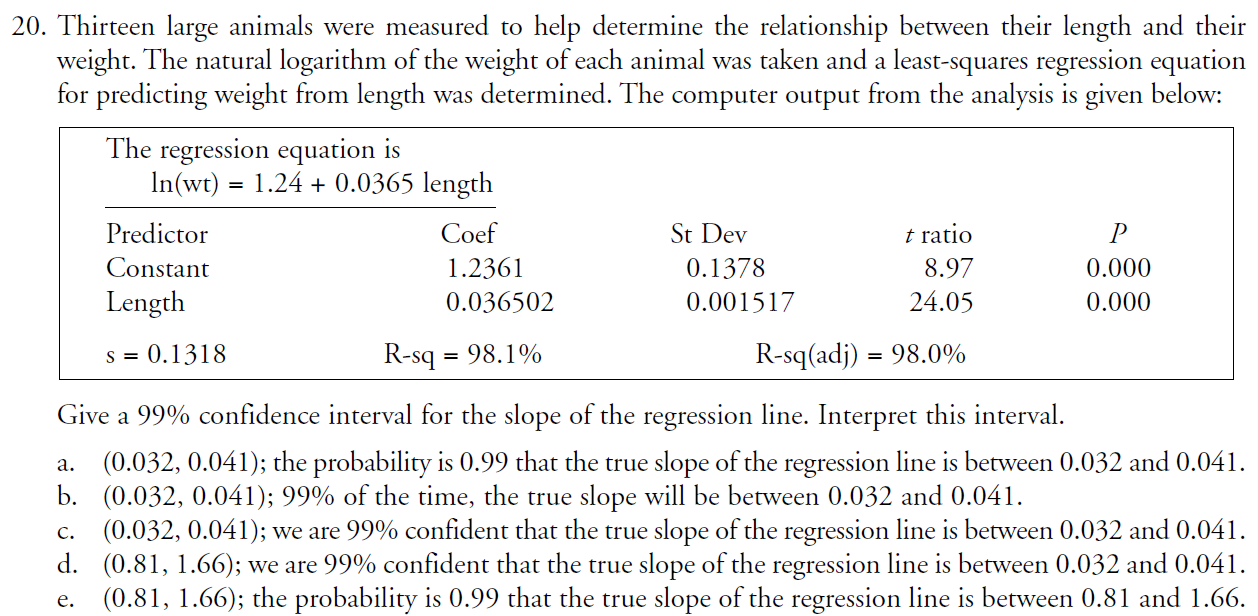 20. Thirteen large animals were measured to help determine the relationship between their length and their
weight. The natural logarithm of the weight of each animal was taken and a least-squares regression equation
for predicting weight from length was determined. The computer output from the analysis is given below:
The regression equation is
ln(wt) = 1.24 + 0.0365 length
Predictor Coef St Dev t ratio P
Constant 1.2361 0.1378 8.97 0.000
Length 0.036502 0.001517 24.05 0.000
s = 0.1318 R-sq = 98.1% R-sq(adj) = 98.0%
Give a 99% confidence interval for the slope of the regression line. Interpret this interval.
a. (0.032, 0.041); the probability is 0.99 that the true slope of the regression line is between 0.032 and 0.041.
b. (0.032, 0.041); 99% of the time, the true slope will be between 0.032 and 0.041.
c. (0.032, 0.041); we are 99% confident that the true slope of the regression line is between 0.032 and 0.041.
d. (0.81, 1.66); we are 99% confident that the true slope of the regression line is between 0.032 and 0.041.
e. (0.81, 1.66); the probability is 0.99 that the true slope of the regression line is between 0.81 and 1.66.